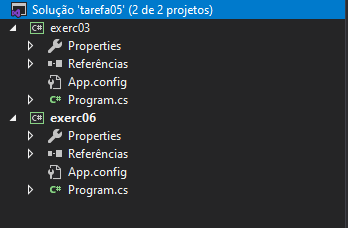 Solução 'tarefa05' (2 de 2 projetos)
C# exerc03
Properties
Referências
App.config
C# Program.cs
C# exerc06
Properties
Referências
App.config
C# Program.cs